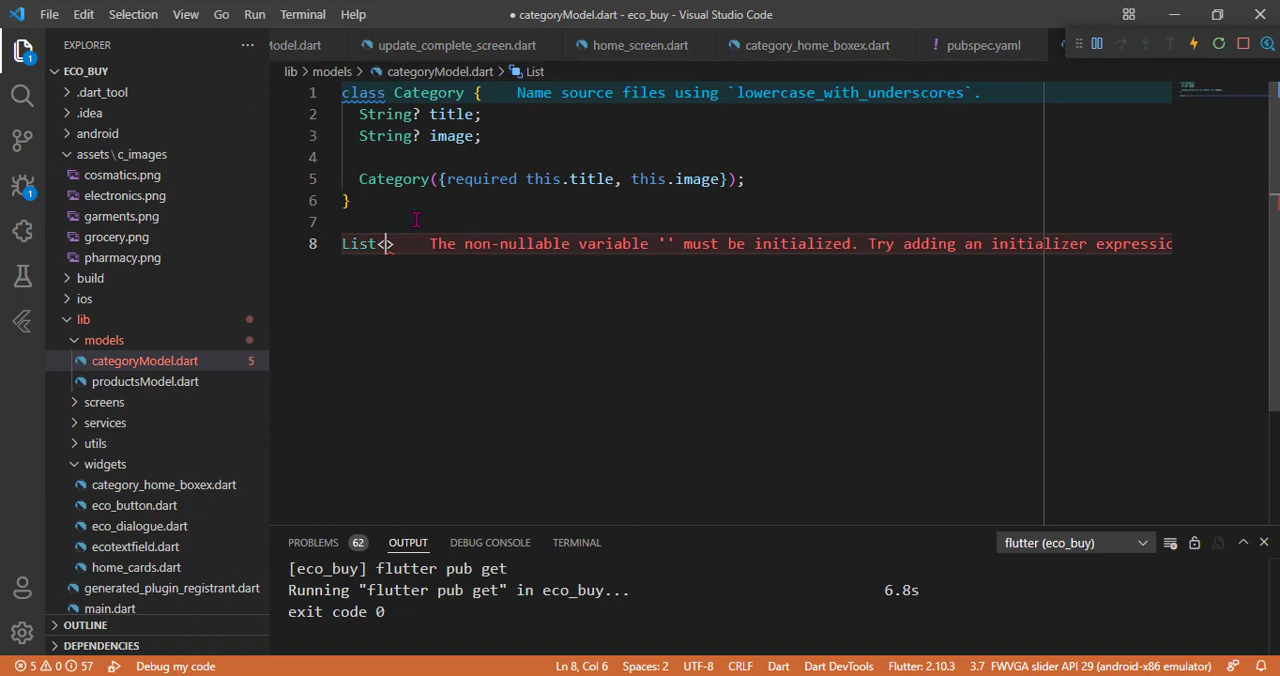 File Edit Selection View Go Run Terminal Help
● categoryModel.dart - eco_buy - Visual Studio Code
EXPLORER
Model.dart update_complete_screen.dart home_screen.dart category_home_boxex.dart ! pubspec.yaml
lib > models > categoryModel.dart > List
ECO_BUY
.dart_tool
.idea
android
assets\c_images
cosmatics.png
electronics.png
garments.png
grocery.png
pharmacy.png
build
ios
lib
models
categoryModel.dart 5
productsModel.dart
screens
services
utils
widgets
category_home_boxex.dart
eco_button.dart
eco_dialogue.dart
ecotextfield.dart
home_cards.dart
generated_plugin_registrant.dart
main.dart
OUTLINE
DEPENDENCIES
1 class Category { Name source files using `lowercase_with_underscores`.
2 String? title;
3 String? image;
4
5 Category({required this.title, this.image});
6 }
7
8 List<> The non-nullable variable '' must be initialized. Try adding an initializer expressic
PROBLEMS 62 OUTPUT DEBUG CONSOLE TERMINAL
flutter (eco_buy)
[eco_buy] flutter pub get
Running "flutter pub get" in eco_buy... 6.8s
exit code 0
1
1
5 0 57 Debug my code Ln 8, Col 6 Spaces: 2 UTF-8 CRLF Dart Dart DevTools Flutter: 2.10.3 3.7 FWVGA slider API 29 (android-x86 emulator)